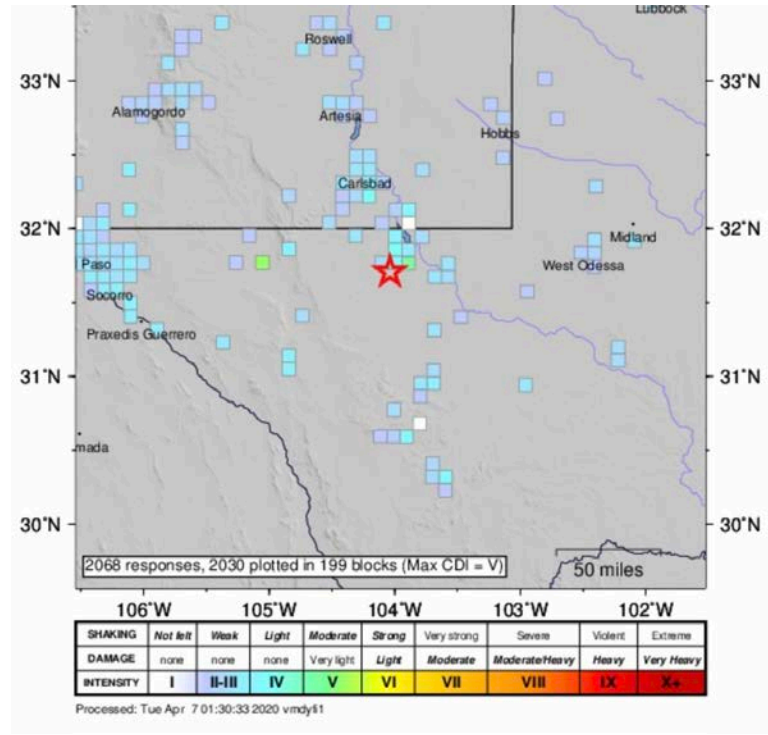 Lubbock
Roswell
33°N
33°N
Alamogordo
Artesia
Hobbs
Carlsbad
32°N
32°N
Midland
Paso
West Odessa
Socorro
Praxedis Guerrero
31°N
31°N
mada
30°N
30°N
2068 responses, 2030 plotted in 199 blocks (Max CDI = V)
50 miles
106°W 105°W 104°W 103°W 102°W
SHAKING Not felt Weak Light Moderate Strong Very strong Severe Violent Extreme
DAMAGE none none none Very light Light Moderate Moderate/Heavy Heavy Very Heavy
INTENSITY I II-III IV V VI VII VIII IX X+
Processed: Tue Apr 7 01:30:33 2020 vmdyfi1